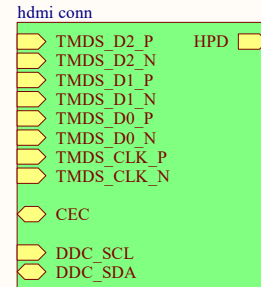 hdmi conn
TMDS_D2_P HPD
TMDS_D2_N
TMDS_D1_P
TMDS_D1_N
TMDS_D0_P
TMDS_D0_N
TMDS_CLK_P
TMDS_CLK_N
CEC
DDC_SCL
DDC_SDA